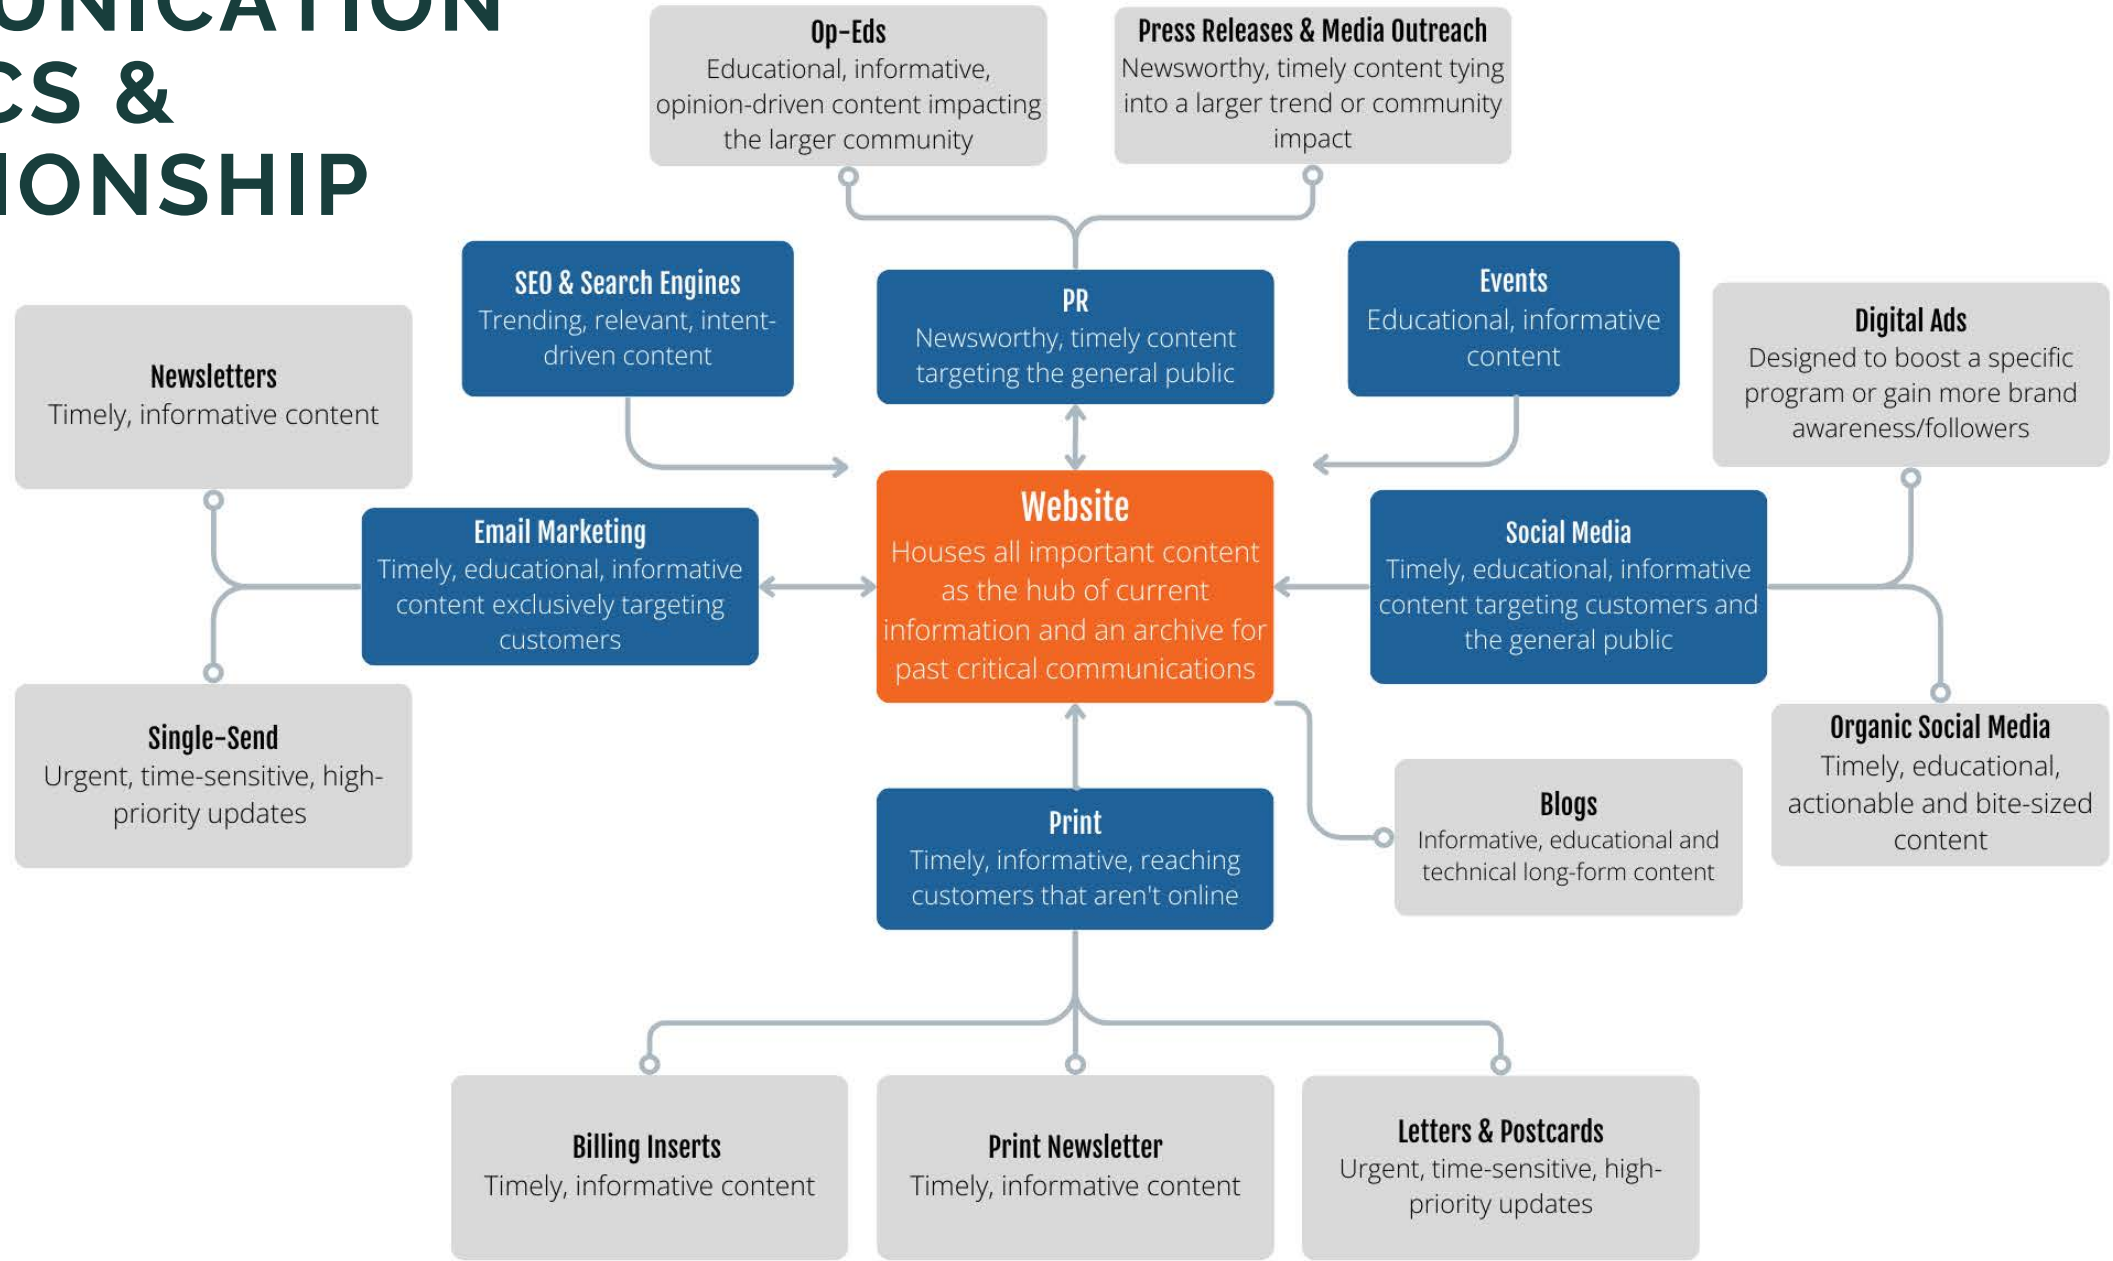 UNICATION
CS &
IONSHIP
Op-Eds
Educational, informative,
opinion-driven content impacting
the larger community
Press Releases & Media Outreach
Newsworthy, timely content tying
into a larger trend or community
impact
SEO & Search Engines
Trending, relevant, intent-
driven content
PR
Newsworthy, timely content
targeting the general public
Events
Educational, informative
content
Digital Ads
Designed to boost a specific
program or gain more brand
awareness/followers
Newsletters
Timely, informative content
Email Marketing
Timely, educational, informative
content exclusively targeting
customers
Website
Houses all important content
as the hub of current
information and an archive for
past critical communications
Social Media
Timely, educational, informative
content targeting customers and
the general public
Single-Send
Urgent, time-sensitive, high-
priority updates
Organic Social Media
Timely, educational,
actionable and bite-sized
content
Blogs
Informative, educational and
technical long-form content
Print
Timely, informative, reaching
customers that aren't online
Billing Inserts
Timely, informative content
Print Newsletter
Timely, informative content
Letters & Postcards
Urgent, time-sensitive, high-
priority updates